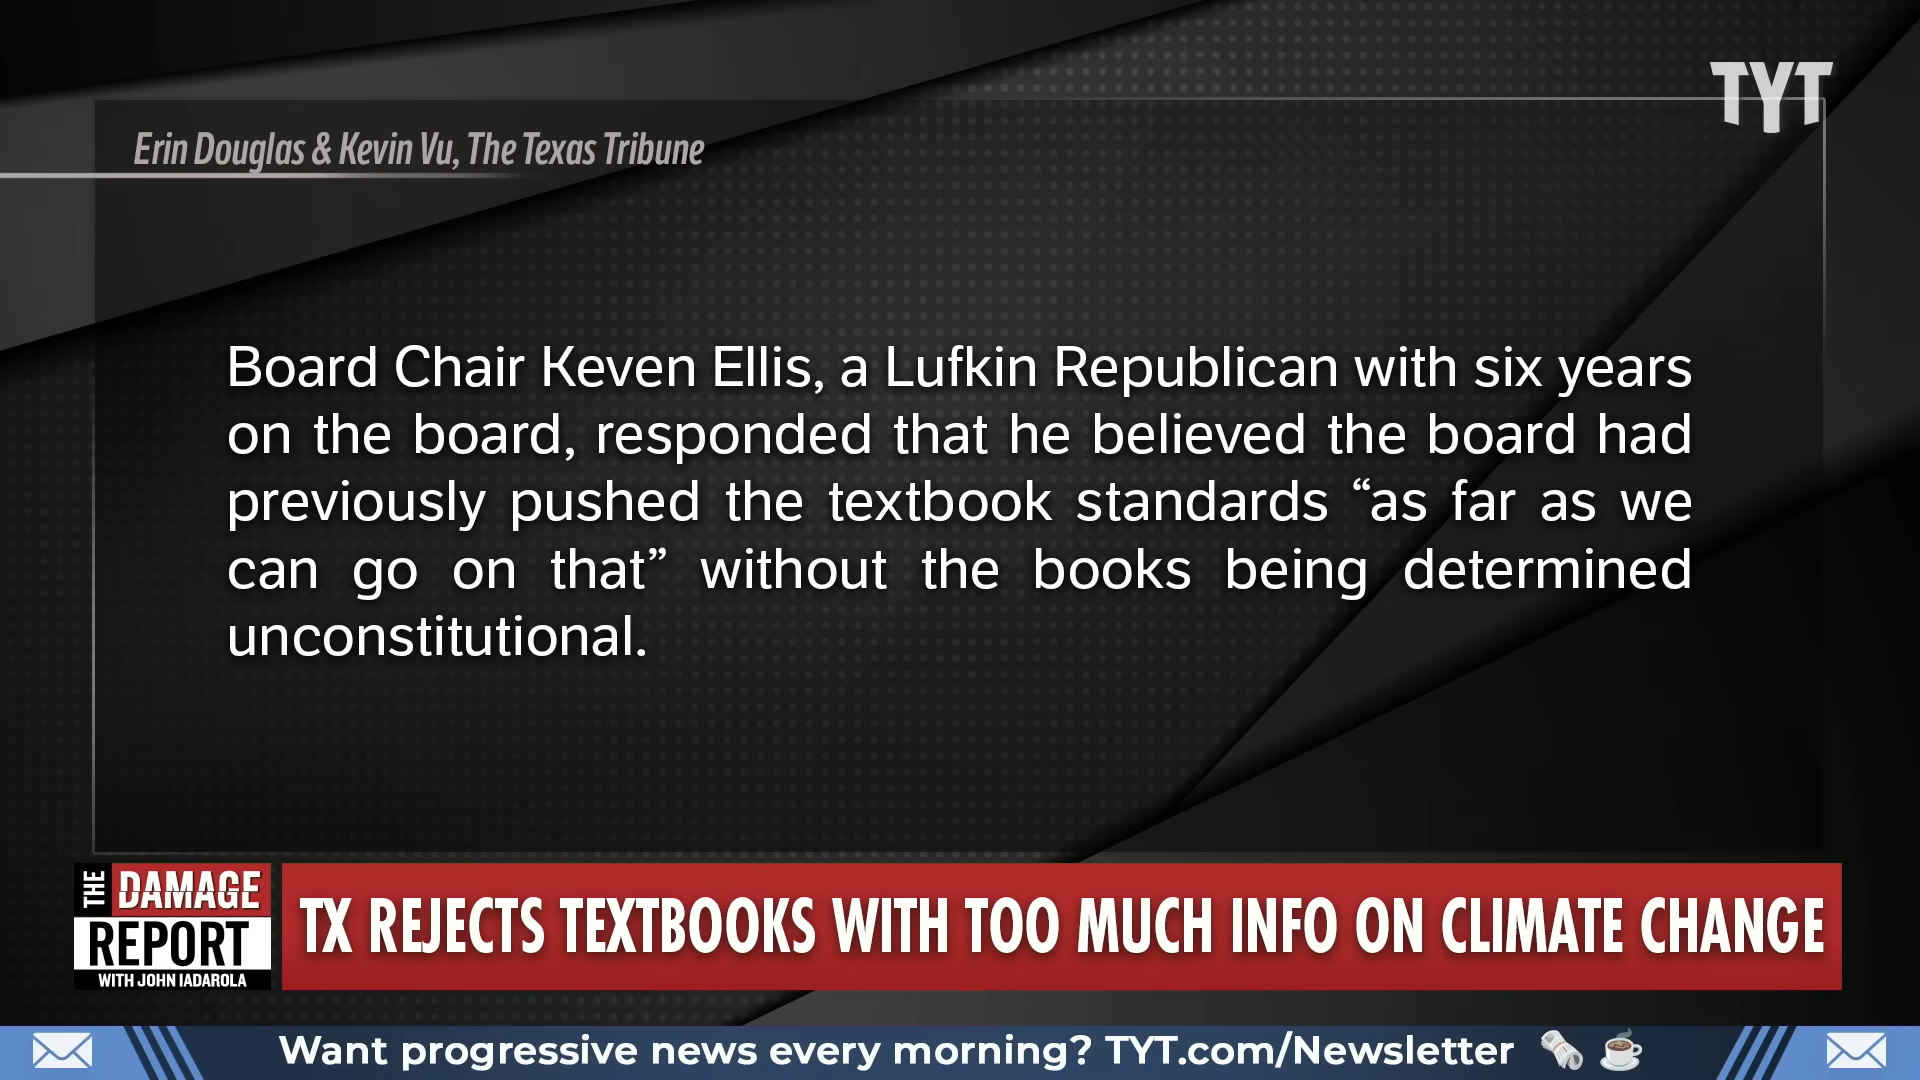 TYT
Erin Douglas & Kevin Vu, The Texas Tribune
Board Chair Keven Ellis, a Lufkin Republican with six years
on the board, responded that he believed the board had
previously pushed the textbook standards “as far as we
can go on that” without the books being determined
unconstitutional.
THE DAMAGE
REPORT
WITH JOHN IADAROLA
TX REJECTS TEXTBOOKS WITH TOO MUCH INFO ON CLIMATE CHANGE
Want progressive news every morning? TYT.com/Newsletter